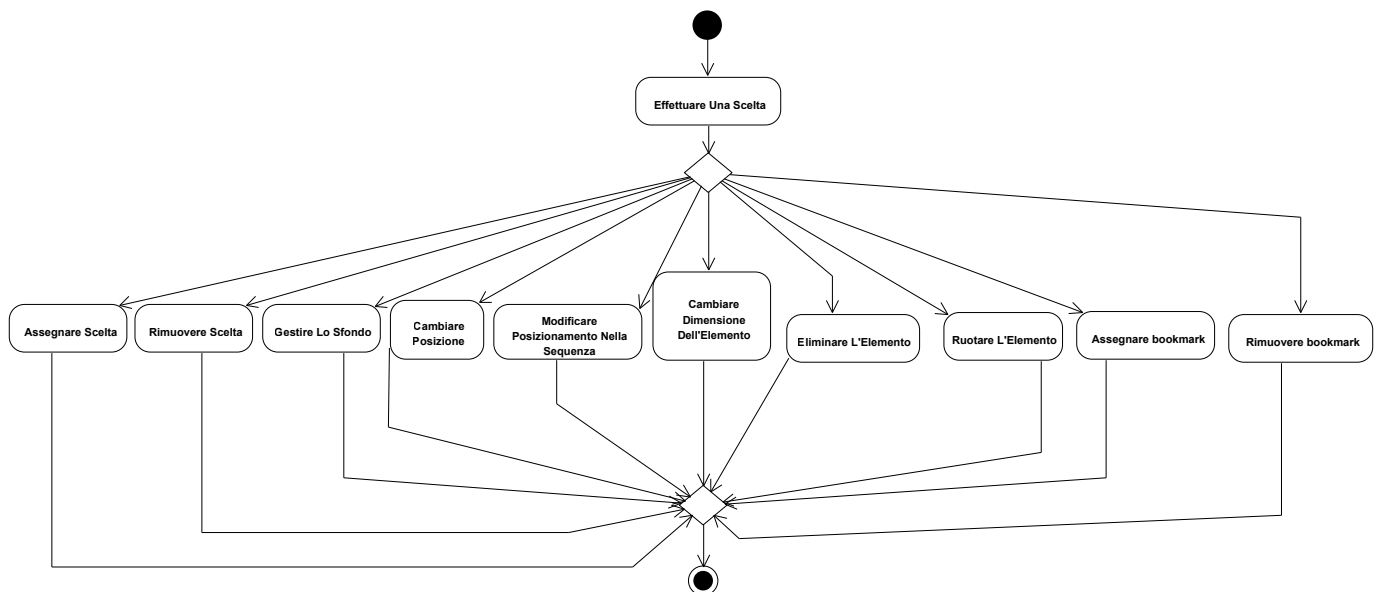 Effettuare Una Scelta
Assegnare Scelta
Rimuovere Scelta
Gestire Lo Sfondo
Cambiare
Posizione
Modificare
Posizionamento Nella
Sequenza
Cambiare
Dimensione
Dell'Elemento
Eliminare L'Elemento
Ruotare L'Elemento
Assegnare bookmark
Rimuovere bookmark